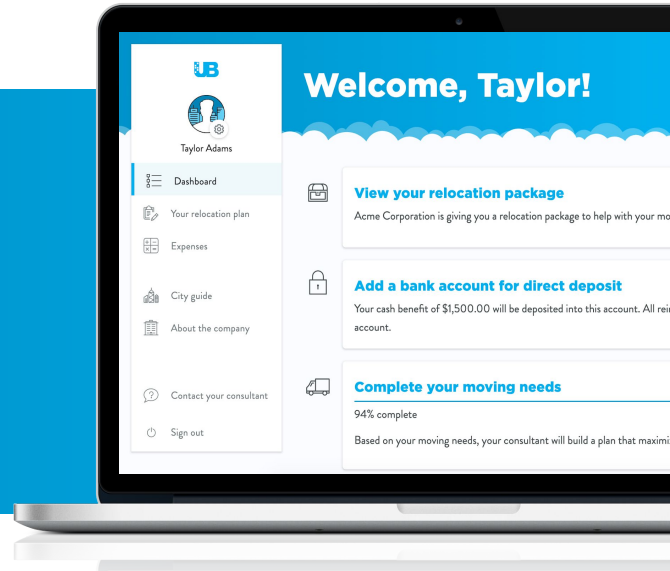 UB
Taylor Adams
Dashboard
Your relocation plan
Expenses
City guide
About the company
Contact your consultant
Sign out
Welcome, Taylor!
View your relocation package
Acme Corporation is giving you a relocation package to help with your mo
Add a bank account for direct deposit
Your cash benefit of $1,500.00 will be deposited into this account. All rei
account.
Complete your moving needs
94% complete
Based on your moving needs, your consultant will build a plan that maximi